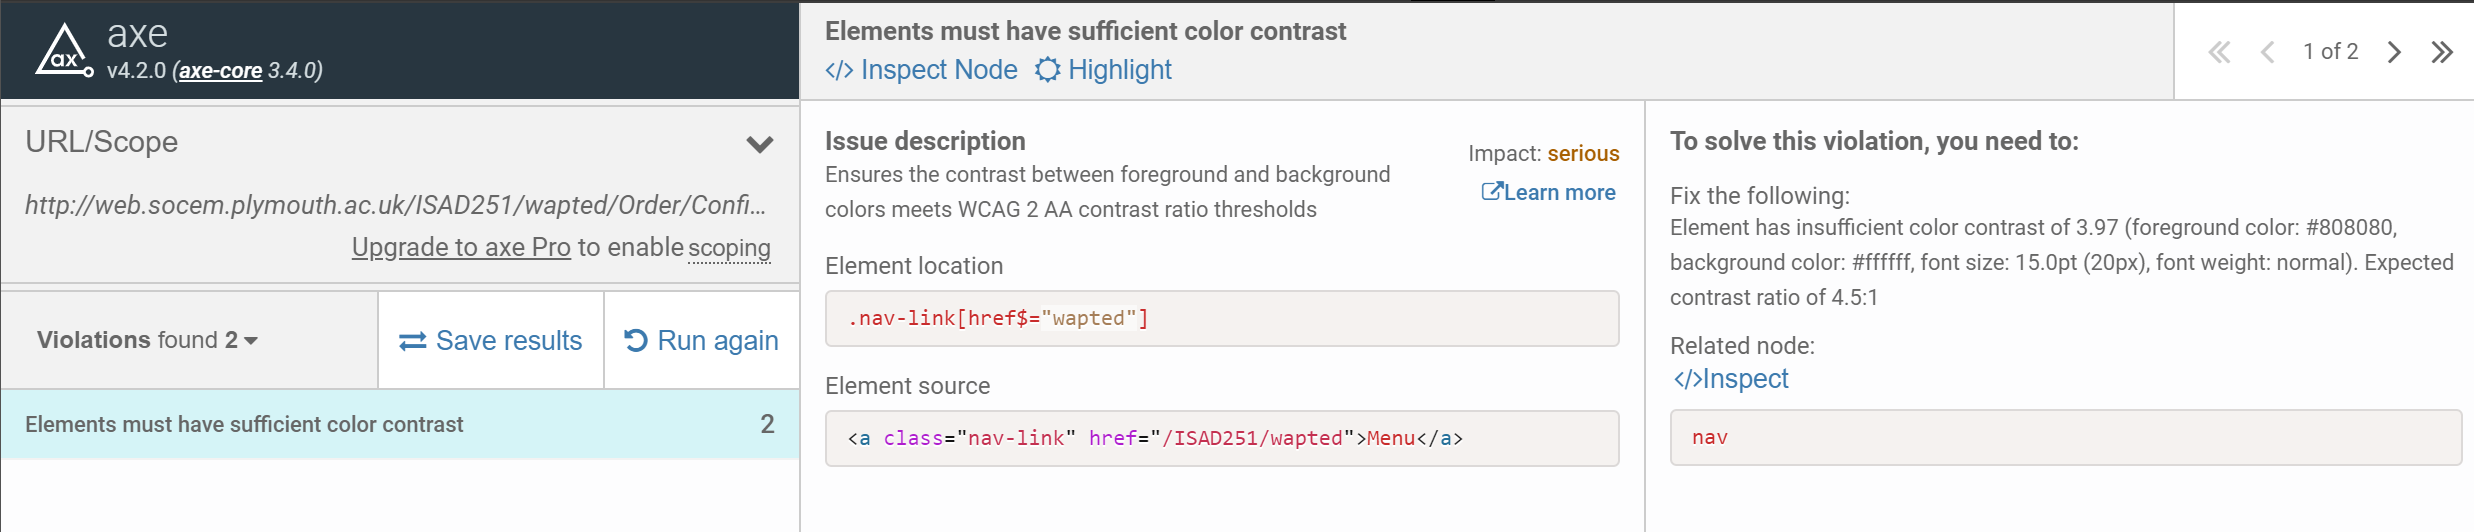 axe
v4.2.0 (axe-core 3.4.0)
ax
URL/Scope
http://web.socem.plymouth.ac.uk/ISAD251/wapted/Order/Confi...
Upgrade to axe Pro to enable scoping
Violations found 2
Save results
Run again
Elements must have sufficient color contrast 2
Elements must have sufficient color contrast
</> Inspect Node Highlight
1 of 2
Issue description
Impact: serious
Ensures the contrast between foreground and background
colors meets WCAG 2 AA contrast ratio thresholds
Learn more
Element location
.nav-link[href$="wapted"]
Element source
<a class="nav-link" href="/ISAD251/wapted">Menu</a>
To solve this violation, you need to:
Fix the following:
Element has insufficient color contrast of 3.97 (foreground color: #808080,
background color: #ffffff, font size: 15.0pt (20px), font weight: normal). Expected
contrast ratio of 4.5:1
Related node:
</>Inspect
nav